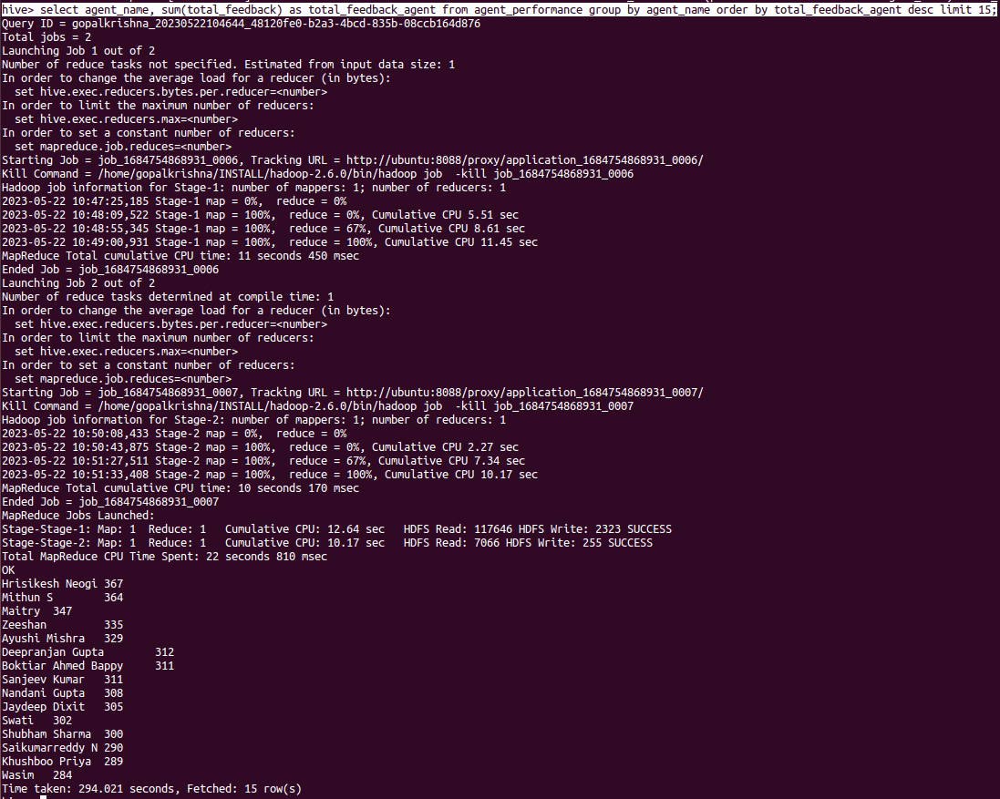 hive> select agent_name, sum(total_feedback) as total_feedback_agent from agent_performance group by agent_name order by total_feedback_agent desc limit 15;
Query ID = gopalkrishna_20230522104644_48120fe0-b2a3-4bcd-835b-08ccb164d876
Total jobs = 2
Launching Job 1 out of 2
Number of reduce tasks not specified. Estimated from input data size: 1
In order to change the average load for a reducer (in bytes):
  set hive.exec.reducers.bytes.per.reducer=<number>
In order to limit the maximum number of reducers:
  set hive.exec.reducers.max=<number>
In order to set a constant number of reducers:
  set mapreduce.job.reduces=<number>
Starting Job = job_1684754868931_0006, Tracking URL = http://ubuntu:8088/proxy/application_1684754868931_0006/
Kill Command = /home/gopalkrishna/INSTALL/hadoop-2.6.0/bin/hadoop job  -kill job_1684754868931_0006
Hadoop job information for Stage-1: number of mappers: 1; number of reducers: 1
2023-05-22 10:47:25,185 Stage-1 map = 0%,  reduce = 0%
2023-05-22 10:48:09,522 Stage-1 map = 100%,  reduce = 0%, Cumulative CPU 5.51 sec
2023-05-22 10:48:55,345 Stage-1 map = 100%,  reduce = 67%, Cumulative CPU 8.61 sec
2023-05-22 10:49:00,931 Stage-1 map = 100%,  reduce = 100%, Cumulative CPU 11.45 sec
MapReduce Total cumulative CPU time: 11 seconds 450 msec
Ended Job = job_1684754868931_0006
Launching Job 2 out of 2
Number of reduce tasks determined at compile time: 1
In order to change the average load for a reducer (in bytes):
  set hive.exec.reducers.bytes.per.reducer=<number>
In order to limit the maximum number of reducers:
  set hive.exec.reducers.max=<number>
In order to set a constant number of reducers:
  set mapreduce.job.reduces=<number>
Starting Job = job_1684754868931_0007, Tracking URL = http://ubuntu:8088/proxy/application_1684754868931_0007/
Kill Command = /home/gopalkrishna/INSTALL/hadoop-2.6.0/bin/hadoop job  -kill job_1684754868931_0007
Hadoop job information for Stage-2: number of mappers: 1; number of reducers: 1
2023-05-22 10:50:08,433 Stage-2 map = 0%,  reduce = 0%
2023-05-22 10:50:43,875 Stage-2 map = 100%,  reduce = 0%, Cumulative CPU 2.27 sec
2023-05-22 10:51:27,511 Stage-2 map = 100%,  reduce = 67%, Cumulative CPU 7.34 sec
2023-05-22 10:51:33,408 Stage-2 map = 100%,  reduce = 100%, Cumulative CPU 10.17 sec
MapReduce Total cumulative CPU time: 10 seconds 170 msec
Ended Job = job_1684754868931_0007
MapReduce Jobs Launched:
Stage-Stage-1: Map: 1  Reduce: 1   Cumulative CPU: 12.64 sec   HDFS Read: 117646 HDFS Write: 2323 SUCCESS
Stage-Stage-2: Map: 1  Reduce: 1   Cumulative CPU: 10.17 sec   HDFS Read: 7066 HDFS Write: 255 SUCCESS
Total MapReduce CPU Time Spent: 22 seconds 810 msec
OK
Hrisikesh Neogi 367
Mithun S        364
Maitry  347
Zeeshan         335
Ayushi Mishra   329
Deepranjan Gupta        312
Boktiar Ahmed Bappy     311
Sanjeev Kumar   311
Nandani Gupta   308
Jaydeep Dixit   305
Swati   302
Shubham Sharma  300
Saikumarreddy N 290
Khushboo Priya  289
Wasim   284
Time taken: 294.021 seconds, Fetched: 15 row(s)